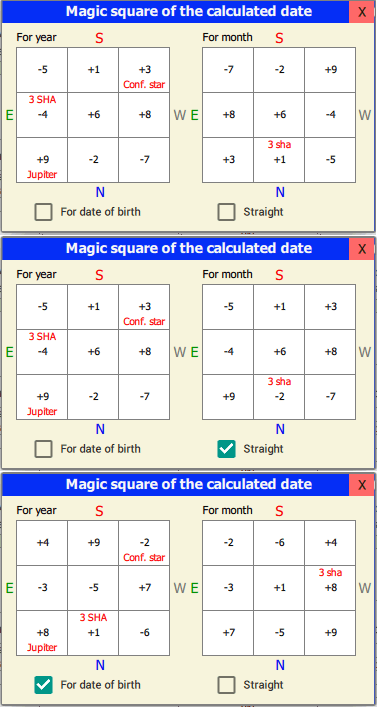 Magic square of the calculated date X
For year S For month S
-5 +1 +3 -7 -2 +9
Conf. star
3 SHA
E -4 +6 +8 W +8 +6 -4 W
3 sha
+9 -2 -7 +3 +1 -5
Jupiter
N N
For date of birth Straight
Magic square of the calculated date X
For year S For month S
-5 +1 +3 -5 +1 +3
Conf. star
3 SHA
E -4 +6 +8 W E -4 +6 +8 W
3 sha
+9 -2 -7 +9 -2 -7
Jupiter
N N
For date of birth Straight
Magic square of the calculated date X
For year S For month S
+4 +9 -2 -2 -6 +4
Conf. star
3 sha
E -3 -5 +7 W E -3 +1 +8 W
3 SHA
+8 +1 -6 +7 -5 +9
Jupiter
N N
For date of birth Straight